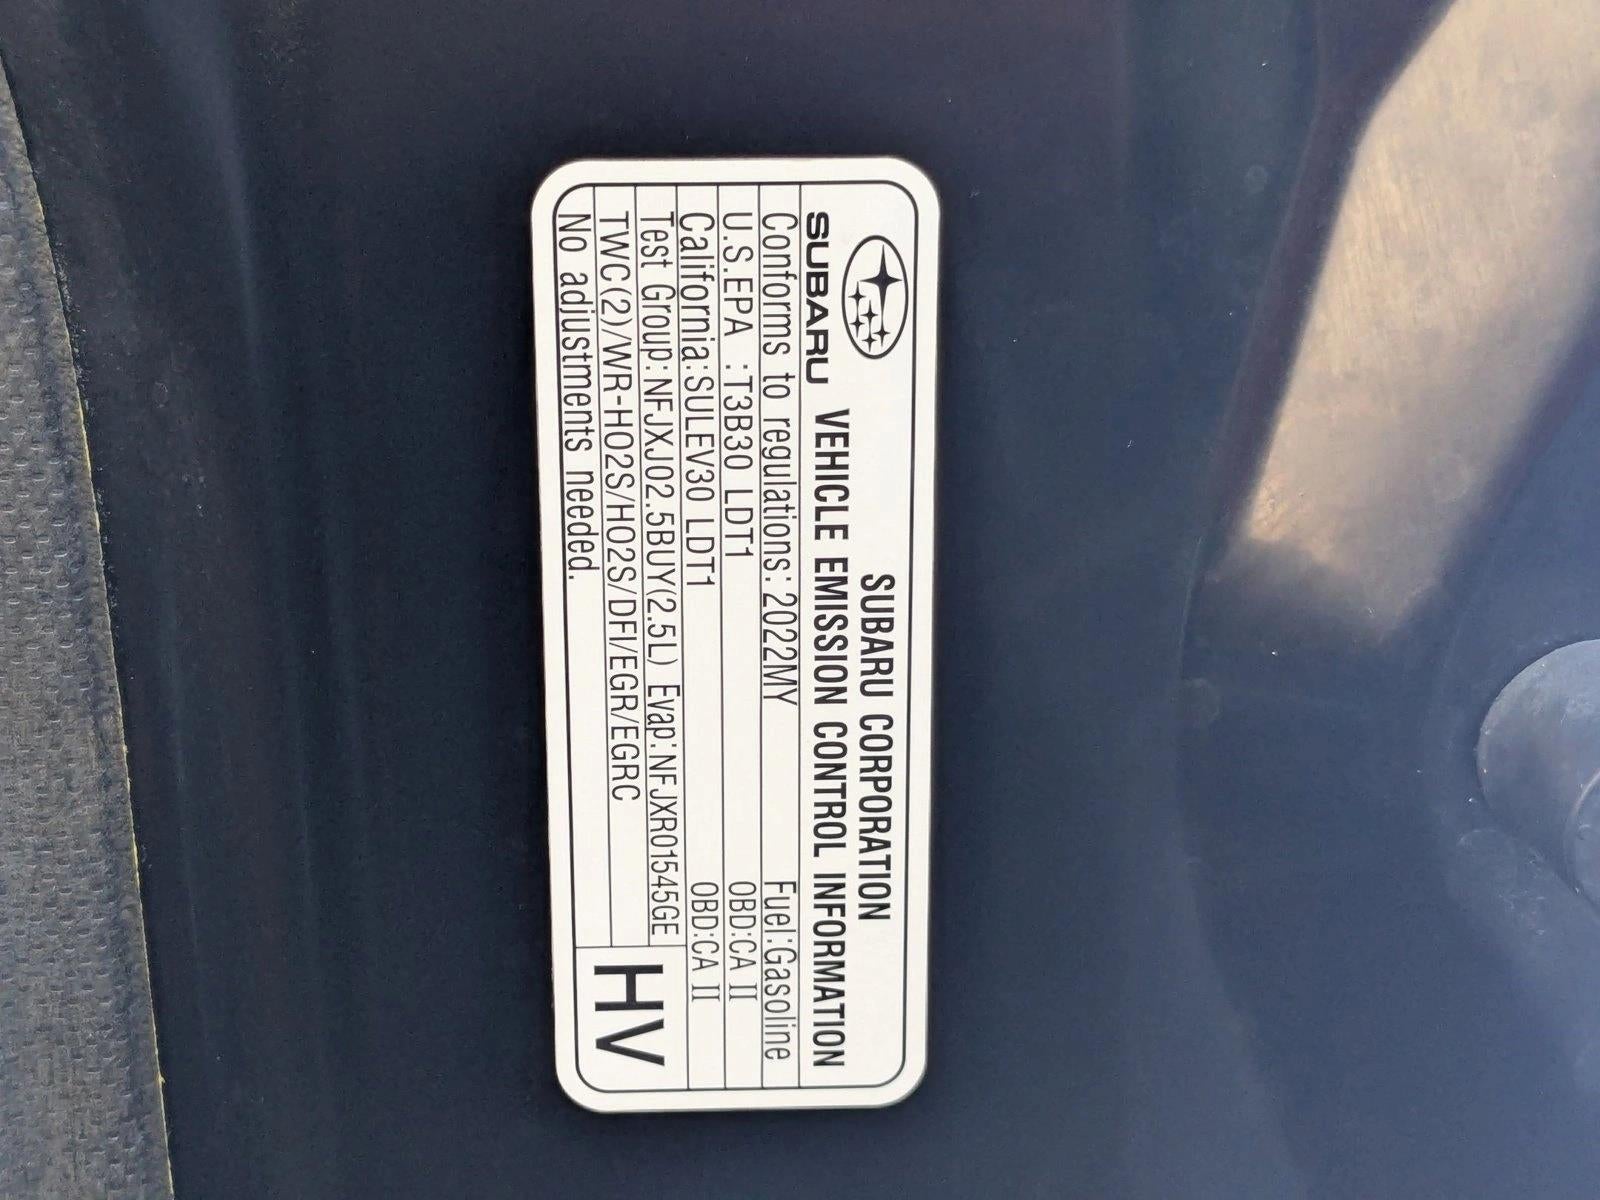 SUBARU CORPORATION
SUBARU VEHICLE EMISSION CONTROL INFORMATION
Conforms to regulations:2022MY Fuel:Gasoline
U.S.EPA :T3B30 LDT1 OBD:CA II
California:SULEV30 LDT1 OBD:CA II
Test Group:NFJXJ02.5BUY(2.5L) Evap:NFJXR01545GE
TWC(2)/WR-HO2S/HO2S/DFI/EGR/EGRC
No adjustments needed.
HV